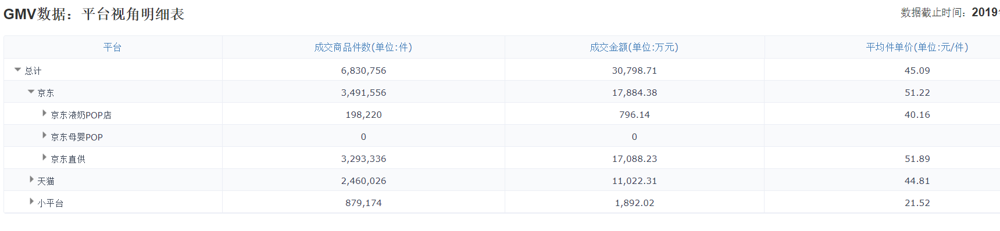 GMV数据：平台视角明细表
数据截止时间：2019
平台 成交商品件数(单位:件) 成交金额(单位:万元) 平均件单价(单位:元/件)
总计 6,830,756 30,798.71 45.09
京东 3,491,556 17,884.38 51.22
京东液奶POP店 198,220 796.14 40.16
京东母婴POP 0 0
京东直供 3,293,336 17,088.23 51.89
天猫 2,460,026 11,022.31 44.81
小平台 879,174 1,892.02 21.52